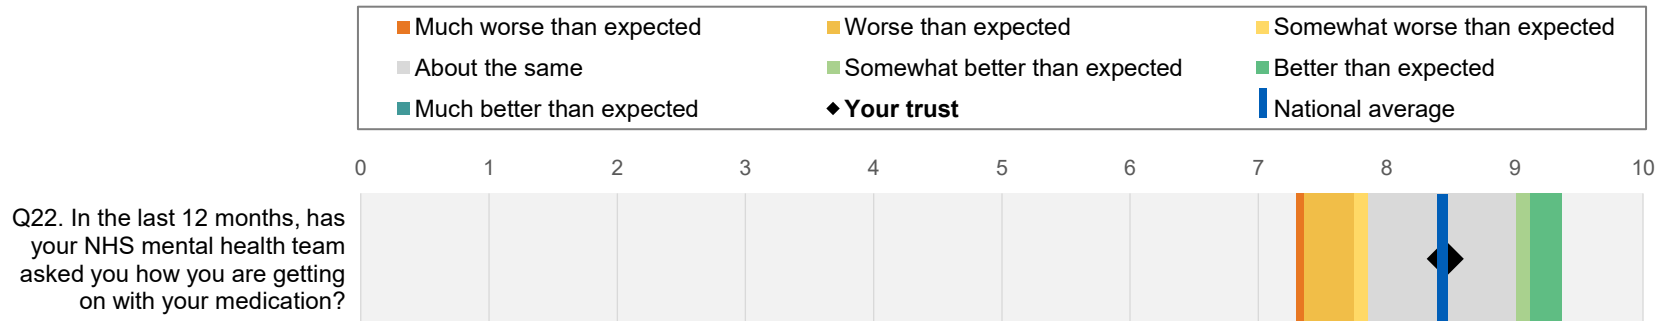 Much worse than expected Worse than expected Somewhat worse than expected
About the same Somewhat better than expected Better than expected
Much better than expected Your trust National average
0 1 2 3 4 5 6 7 8 9 10
Q22. In the last 12 months, has
your NHS mental health team
asked you how you are getting
on with your medication?